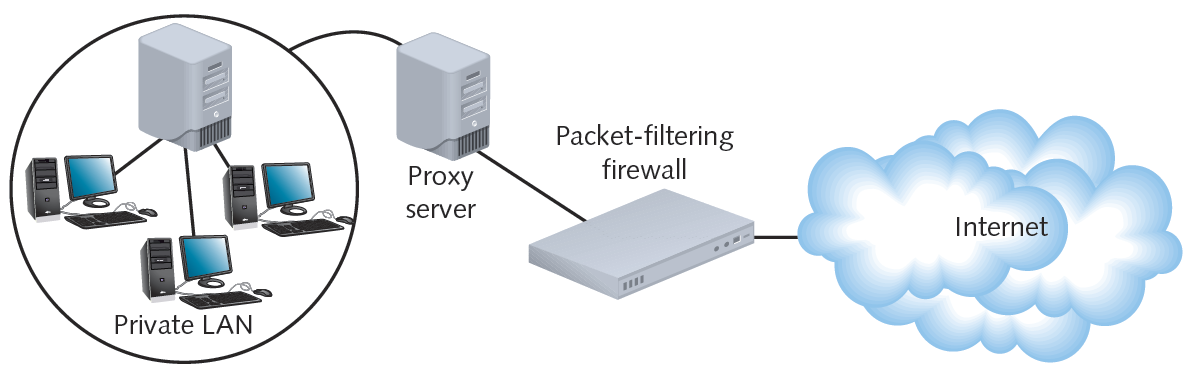 Private LAN
Proxy
server
Packet-filtering
firewall
Internet